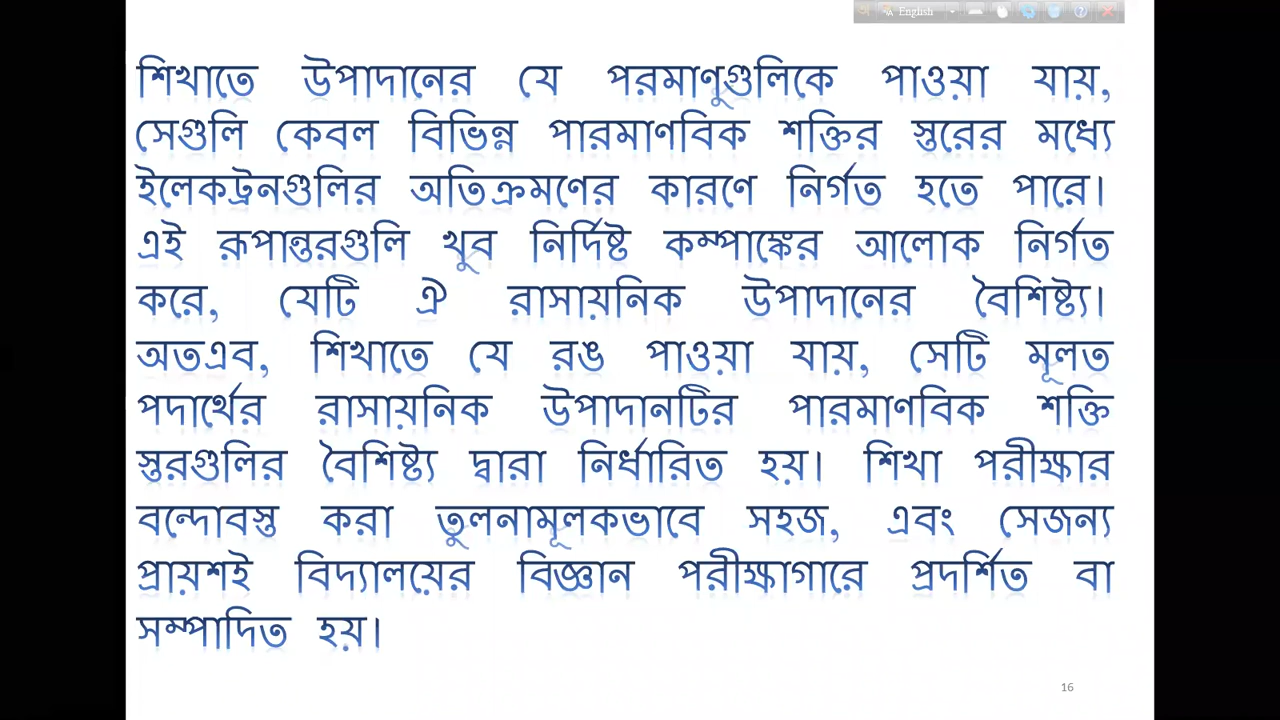 English
শিখাতে উপাদানের যে পরমাণুগুলিকে পাওয়া যায়,
সেগুলি কেবল বিভিন্ন পারমাণবিক শক্তির স্তরের মধ্যে
ইলেকট্রনগুলির অতিক্রমণের কারণে নির্গত হতে পারে।
এই রূপান্তরগুলি খুব নির্দিষ্ট কম্পাঙ্কের আলোক নির্গত
করে, যেটি ঐ রাসায়নিক উপাদানের বৈশিষ্ট্য।
অতএব, শিখাতে যে রঙ পাওয়া যায়, সেটি মূলত
পদার্থের রাসায়নিক উপাদানটির পারমাণবিক শক্তি
স্তরগুলির বৈশিষ্ট্য দ্বারা নির্ধারিত হয়। শিখা পরীক্ষার
বন্দোবস্ত করা তুলনামূলকভাবে সহজ, এবং সেজন্য
প্রায়শই বিদ্যালয়ের বিজ্ঞান পরীক্ষাগারে প্রদর্শিত বা
সম্পাদিত হয়।
16